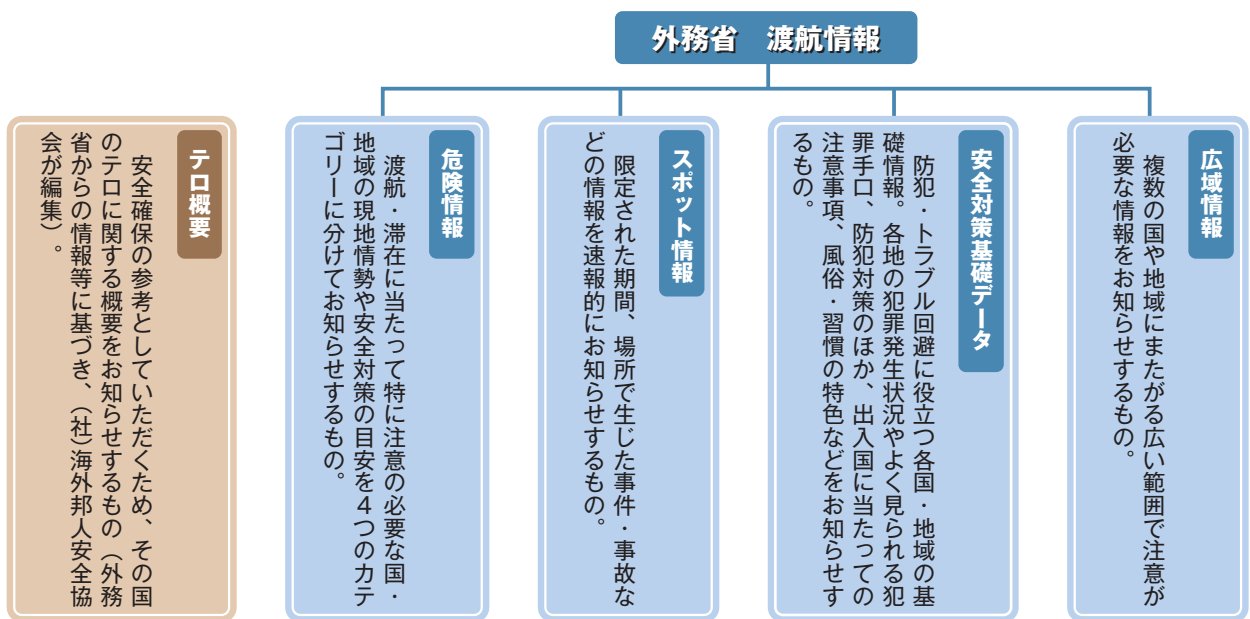 外務省　渡航情報
広域情報
複数の国や地域にまたがる広い範囲で注意が
必要な情報をお知らせするもの。
安全対策基礎データ
防犯・トラブル回避に役立つ各国・地域の基
礎情報。各地の犯罪発生状況やよく見られる犯
罪手口、防犯対策のほか、出入国に当たっての
注意事項、風俗・習慣の特色などをお知らせす
るもの。
スポット情報
限定された期間、場所で生じた事件・事故な
どの情報を速報的にお知らせするもの。
危険情報
渡航・滞在に当たって特に注意の必要な国・
地域の現地情勢や安全対策の目安を４つのカテ
ゴリーに分けてお知らせするもの。
テロ概要
安全確保の参考としていただくため、その国
のテロに関する概要をお知らせするもの（外務
省からの情報等に基づき、（社）海外邦人安全協
会が編集）。